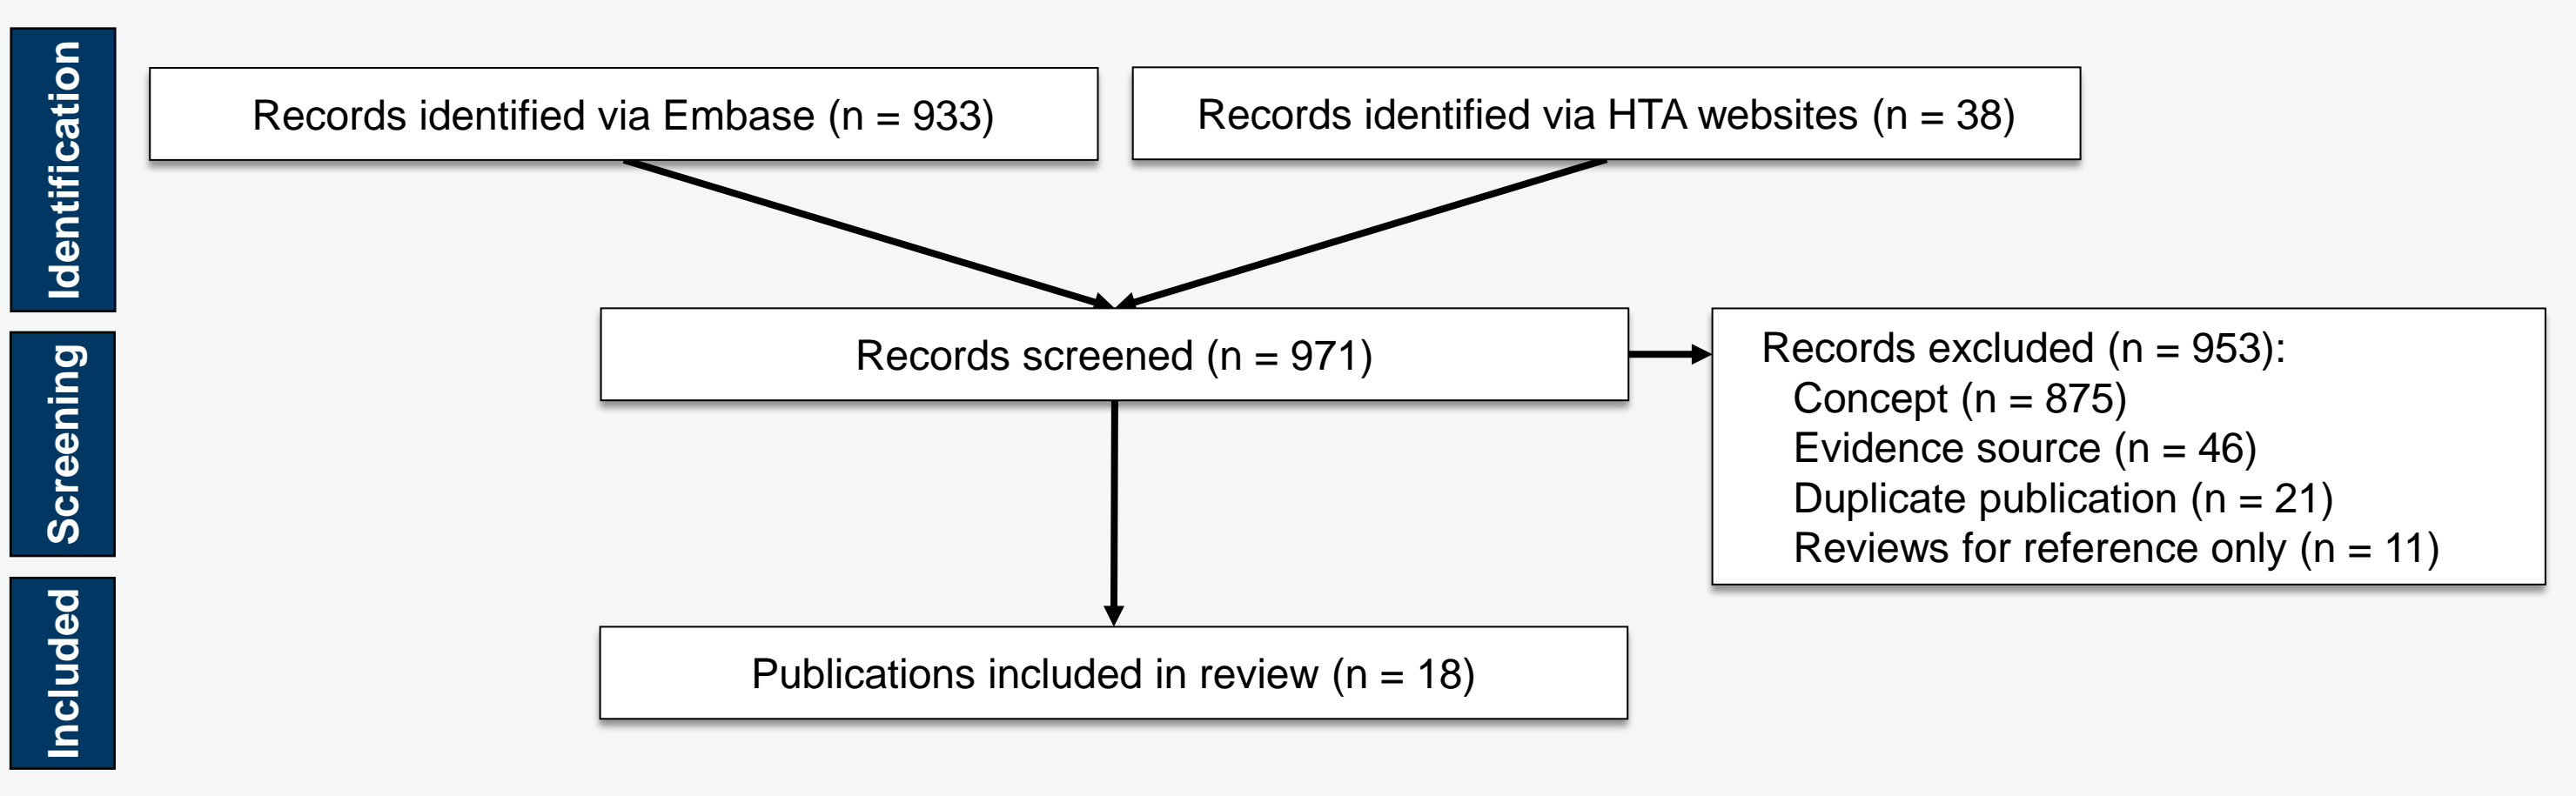 Identification
Records identified via Embase (n = 933)
Records identified via HTA websites (n = 38)
Screening
Records screened (n = 971)
Records excluded (n = 953):
Concept (n = 875)
Evidence source (n = 46)
Duplicate publication (n = 21)
Reviews for reference only (n = 11)
Included
Publications included in review (n = 18)